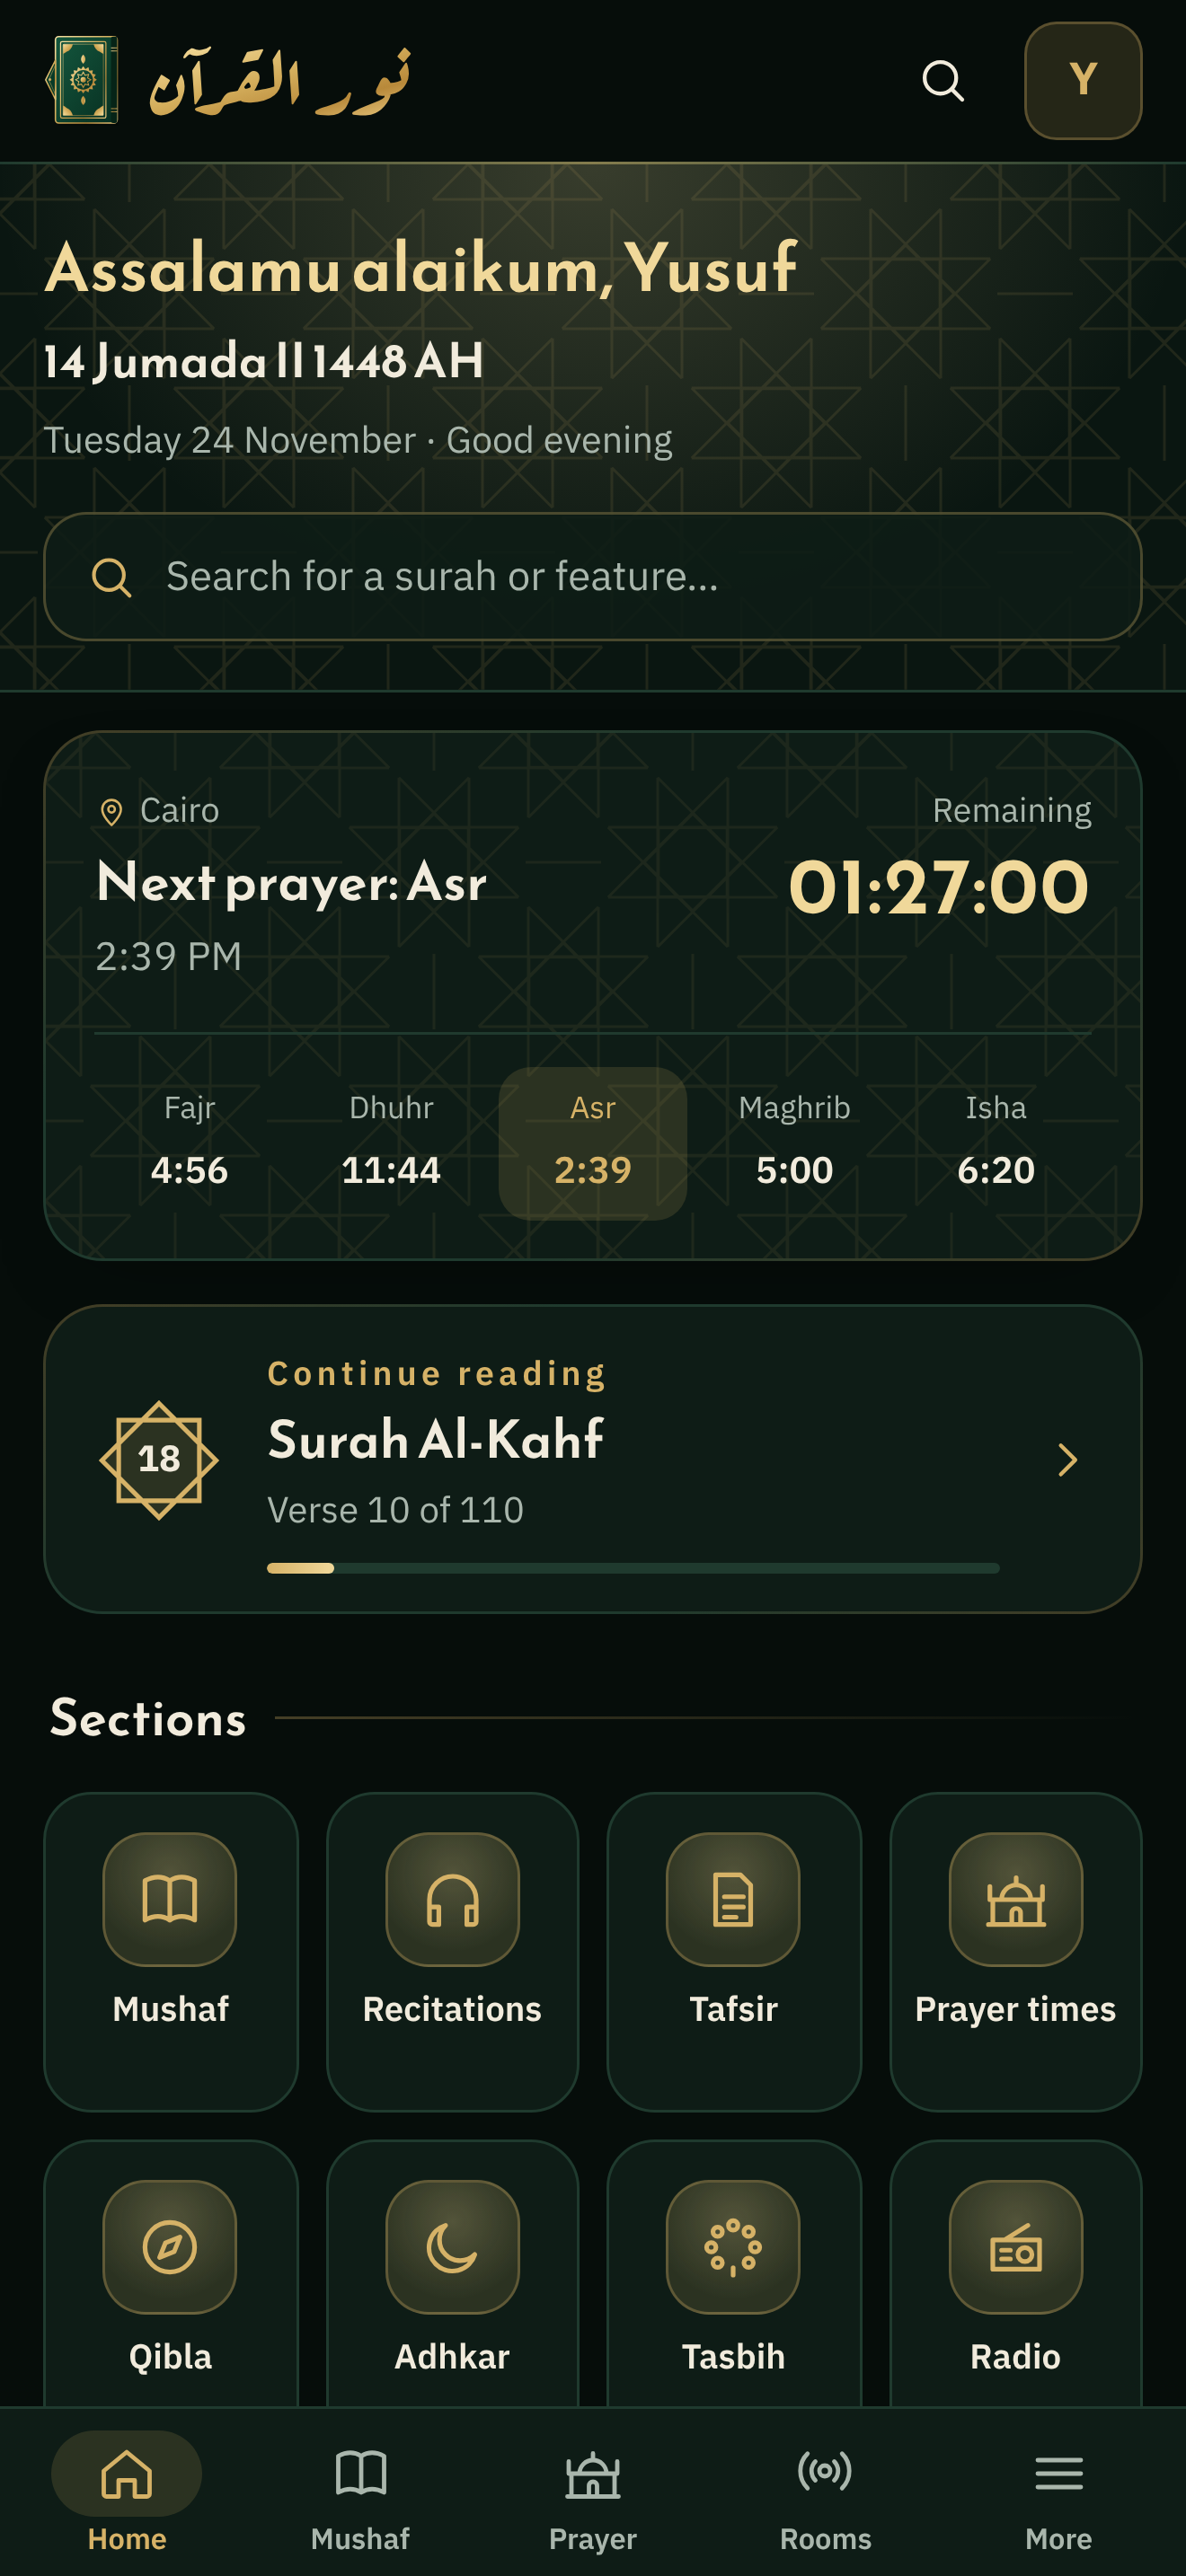 نور القرآن
Y
Assalamu alaikum, Yusuf
14 Jumada II 1448 AH
Tuesday 24 November · Good evening
Search for a surah or feature...
Cairo
Remaining
Next prayer: Asr
01:27:00
2:39 PM
Fajr Dhuhr Asr Maghrib Isha
4:56 11:44 2:39 5:00 6:20
Continue reading
18
Surah Al-Kahf
Verse 10 of 110
Sections
Mushaf Recitations Tafsir Prayer times
Qibla Adhkar Tasbih Radio
Home Mushaf Prayer Rooms More